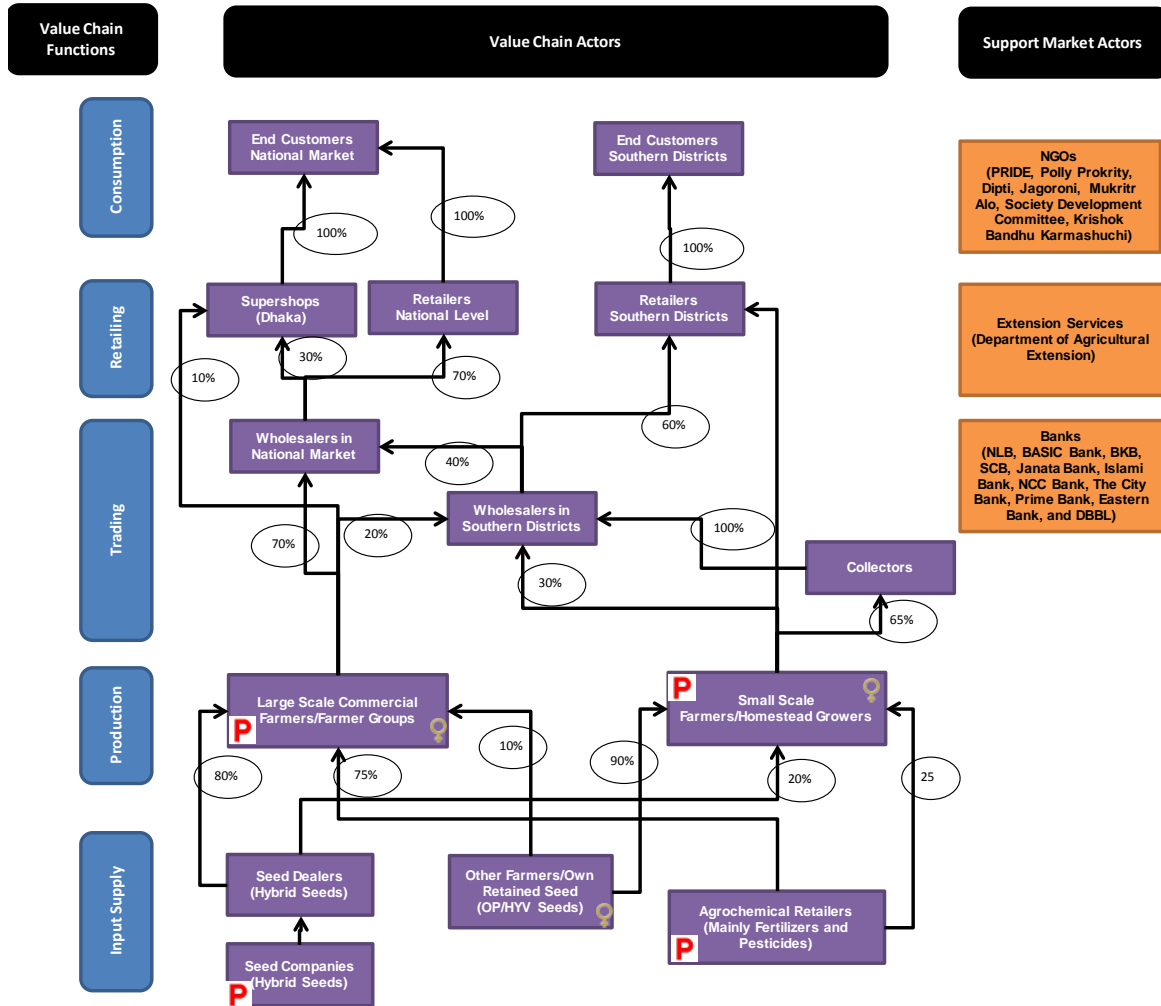 Value Chain
Functions
Value Chain Actors
Support Market Actors
Consumption
End Customers
National Market
End Customers
Southern Districts
NGOs
(PRIDE, Polly Prokrity,
Dipti, Jagoroni, Mukritr
Alo, Society Development
Committee, Krishok
Bandhu Karmashuchi)
100%
100%
100%
Retailing
Supershops
(Dhaka)
Retailers
National Level
Retailers
Southern Districts
Extension Services
(Department of Agricultural
Extension)
10%
30%
70%
60%
Trading
Wholesalers in
National Market
40%
Banks
(NLB, BASIC Bank, BKB,
SCB, Janata Bank, Islami
Bank, NCC Bank, The City
Bank, Prime Bank, Eastern
Bank, and DBBL)
Wholesalers in
Southern Districts
70%
20%
100%
30%
Collectors
65%
Production
Large Scale Commercial
Farmers/Farmer Groups
P
P
Small Scale
Farmers/Homestead Growers
80%
75%
10%
90%
20%
25
Input Supply
Seed Dealers
(Hybrid Seeds)
Other Farmers/Own
Retained Seed
(OP/HYV Seeds)
Agrochemical Retailers
(Mainly Fertilizers and
Pesticides)
P
Seed Companies
(Hybrid Seeds)
P